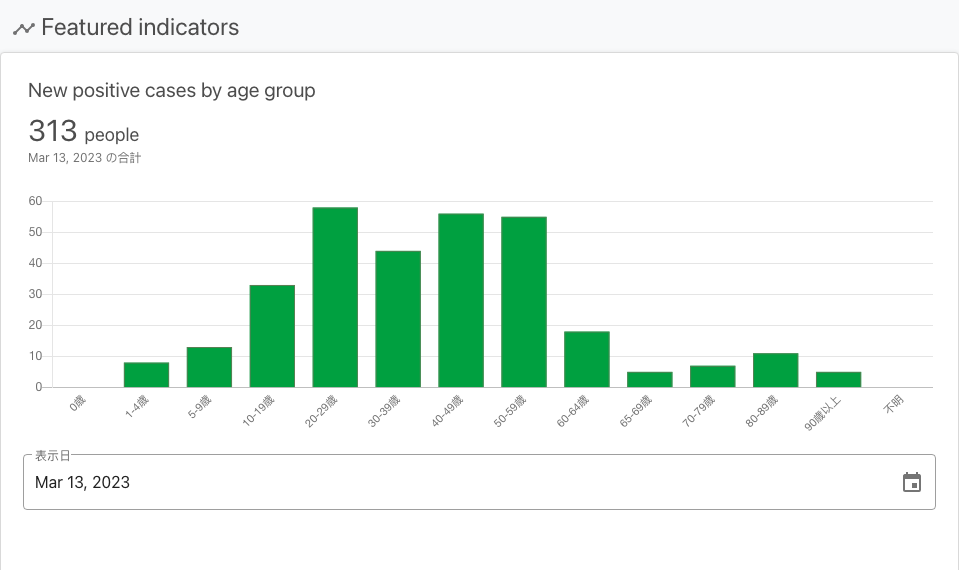 Featured indicators
New positive cases by age group
313 people
Mar 13, 2023 の合計
60
50
40
30
20
10
0
0歳
1-4歳
5-9歳
10-19歳
20-29歳
30-39歳
40-49歳
50-59歳
60-64歳
65-69歳
70-79歳
80-89歳
90歳以上
不明
表示日
Mar 13, 2023